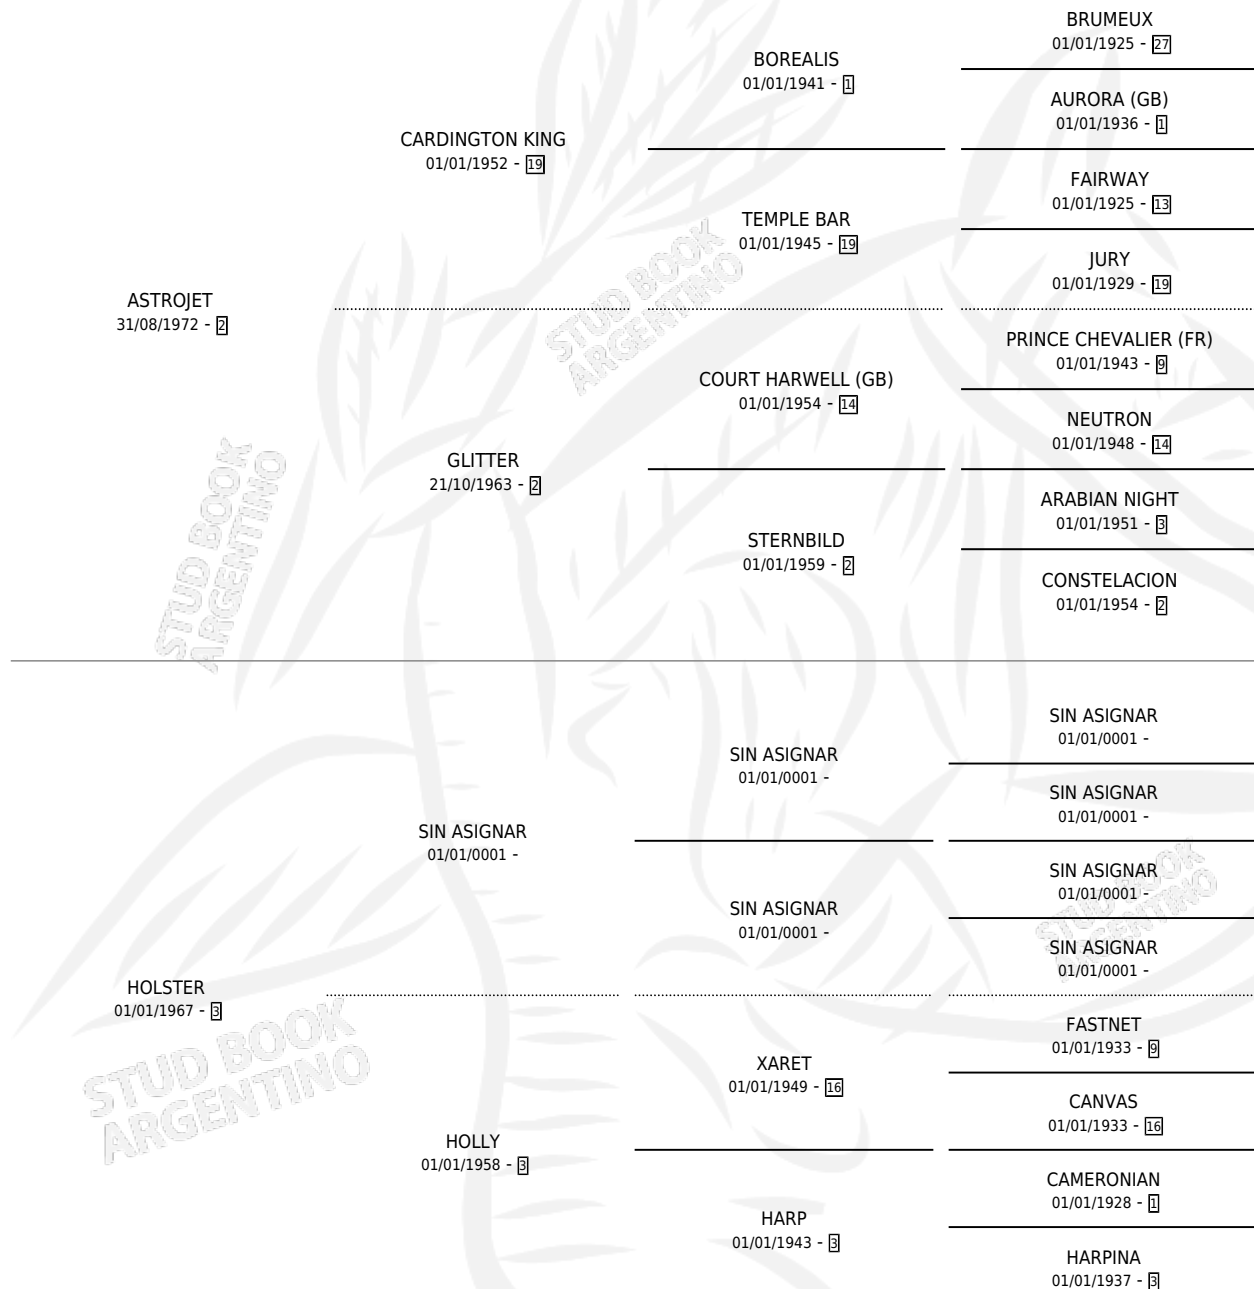 BRUMEUX
01/01/1925 - 27
BOREALIS
01/01/1941 - 1
AURORA (GB)
01/01/1936 - 1
CARDINGTON KING
01/01/1952 - 19
FAIRWAY
01/01/1925 - 13
TEMPLE BAR
01/01/1945 - 19
JURY
01/01/1929 - 19
ASTROJET
31/08/1972 - 2
PRINCE CHEVALIER (FR)
01/01/1943 - 9
COURT HARWELL (GB)
01/01/1954 - 14
NEUTRON
01/01/1948 - 14
GLITTER
21/10/1963 - 2
ARABIAN NIGHT
01/01/1951 - 3
STERNBILD
01/01/1959 - 2
CONSTELACION
01/01/1954 - 2
STUD BOOK
ARGENTINO
STUD BOOK
ARGENTINO
SIN ASIGNAR
01/01/0001 -
SIN ASIGNAR
01/01/0001 -
SIN ASIGNAR
01/01/0001 -
SIN ASIGNAR
01/01/0001 -
SIN ASIGNAR
01/01/0001 -
SIN ASIGNAR
01/01/0001 -
SIN ASIGNAR
01/01/0001 -
STUD BOOK
ARGENTINO
HOLSTER
01/01/1967 - 3
FASTNET
01/01/1933 - 9
XARET
01/01/1949 - 16
CANVAS
01/01/1933 - 16
HOLLY
01/01/1958 - 3
CAMERONIAN
01/01/1928 - 1
HARP
01/01/1943 - 3
HARPINA
01/01/1937 - 3
STUD BOOK
ARGENTINO